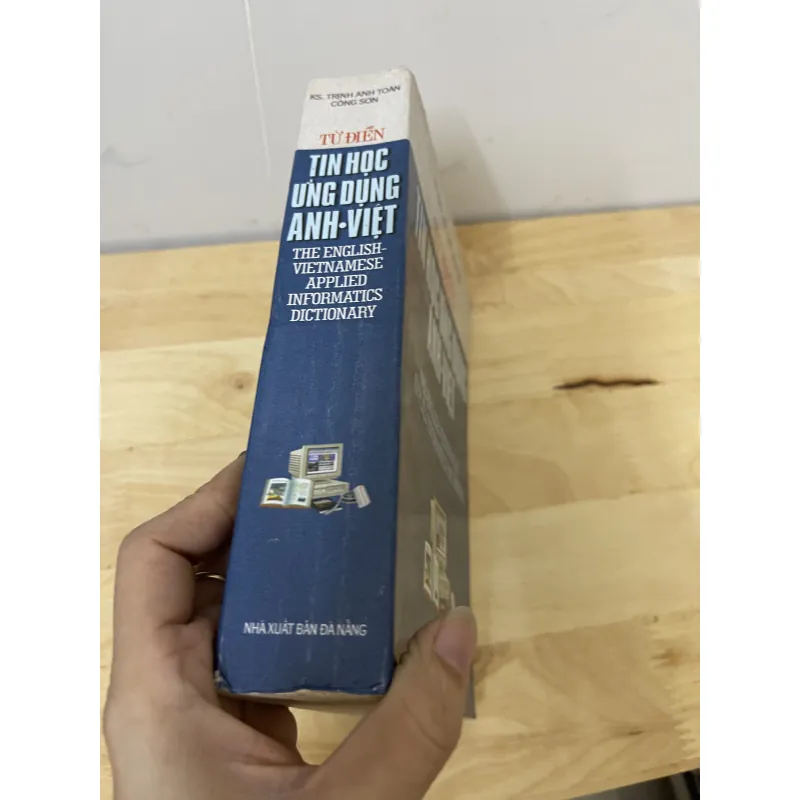 KS. TRỊNH ANH TOÀN
CÔNG SƠN
TỪ ĐIỂN
TIN HỌC
ỨNG DỤNG
ANH•VIỆT
THE ENGLISH-
VIETNAMESE
APPLIED
INFORMATICS
DICTIONARY
NHÀ XUẤT BẢN ĐÀ NẴNG